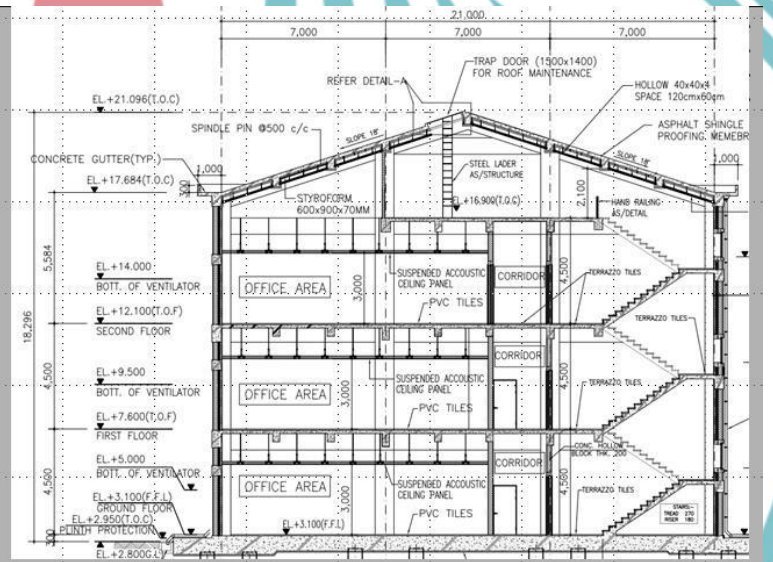 21,000
7,000
7,000
7,000
TRAP DOOR (1500x1400)
FOR ROOF MAINTENANCE
REFER DETAIL-A
HOLLOW 40x40x4
SPACE 120cmx60cm
EL.+21.096(T.O.C)
SPINDLE PIN @500 c/c
SLOPE 18°
ASPHALT SHINGLE
PROOFING MEMEBR
SLOPE 18°
CONCRETE GUTTER(TYP.)
1,000
1,000
STEEL LADER
AS/STRUCTURE
EL.+17.684(T.O.C)
300
STYROFORM
600x900x70MM
EL.+16.900(T.O.C)
2,100
HAND RAILING
AS/DETAIL
5,584
EL.+14.000
BOTT. OF VENTILATOR
OFFICE AREA
3,000
SUSPENDED ACCOUSTIC
CEILING PANEL
CORRIDOR
4,500
TERRAZZO TILES
PVC TILES
EL.+12.100(T.O.F)
SECOND FLOOR
TERRAZZO TILES
18,296
CORRIDOR
4,500
EL.+9.500
BOTT. OF VENTILATOR
4,500
OFFICE AREA
3,000
SUSPENDED ACCOUSTIC
CEILING PANEL
TERRAZZO TILES
PVC TILES
EL.+7.600(T.O.F)
FIRST FLOOR
CONC. HOLLOW
BLOCK THK. 200
EL.+5.000
BOTT. OF VENTILATOR
CORRIDOR
OFFICE AREA
3,000
SUSPENDED ACCOUSTIC
CEILING PANEL
TERRAZZO TILES
EL.+3.100(F.F.L)
GROUND FLOOR
PVC TILES
STAIRS:-
TREAD 270
RISER 180
EL.+2.950(T.O.C)
PLINTH PROTECTION
EL.+3.100(F.F.L)
300
EL.+2.800G.L)